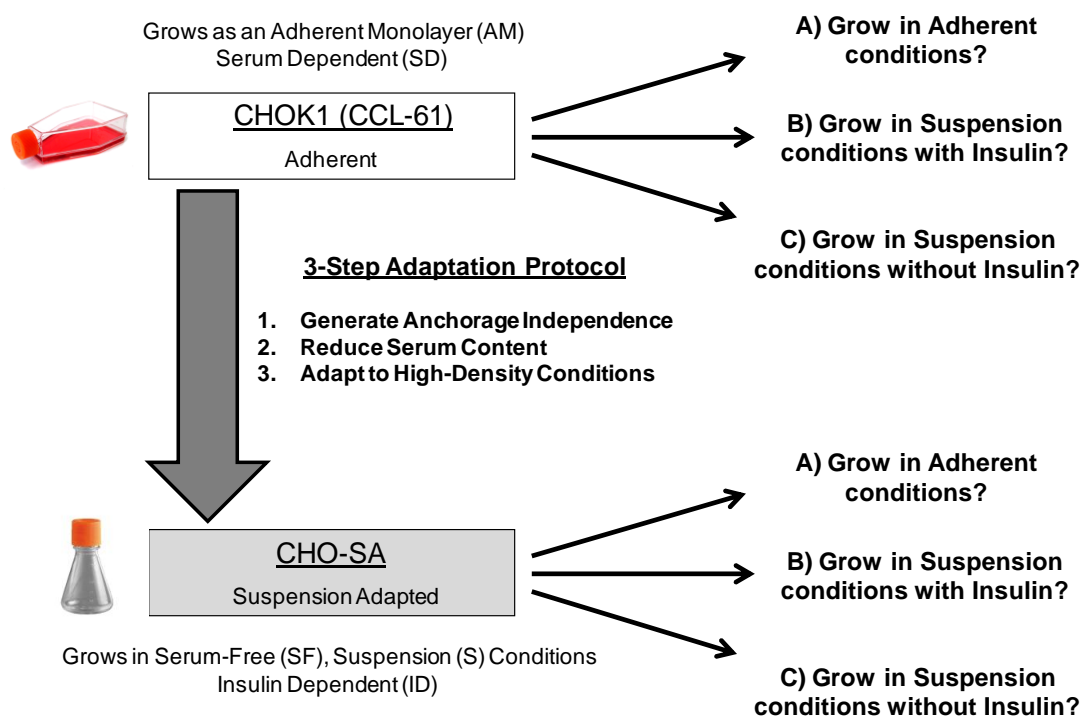 Grows as an Adherent Monolayer (AM)
Serum Dependent (SD)
CHOK1 (CCL-61)
Adherent
A) Grow in Adherent
conditions?
B) Grow in Suspension
conditions with Insulin?
C) Grow in Suspension
conditions without Insulin?
3-Step Adaptation Protocol
1. Generate Anchorage Independence
2. Reduce Serum Content
3. Adapt to High-Density Conditions
CHO-SA
Suspension Adapted
Grows in Serum-Free (SF), Suspension (S) Conditions
Insulin Dependent (ID)
A) Grow in Adherent
conditions?
B) Grow in Suspension
conditions with Insulin?
C) Grow in Suspension
conditions without Insulin?